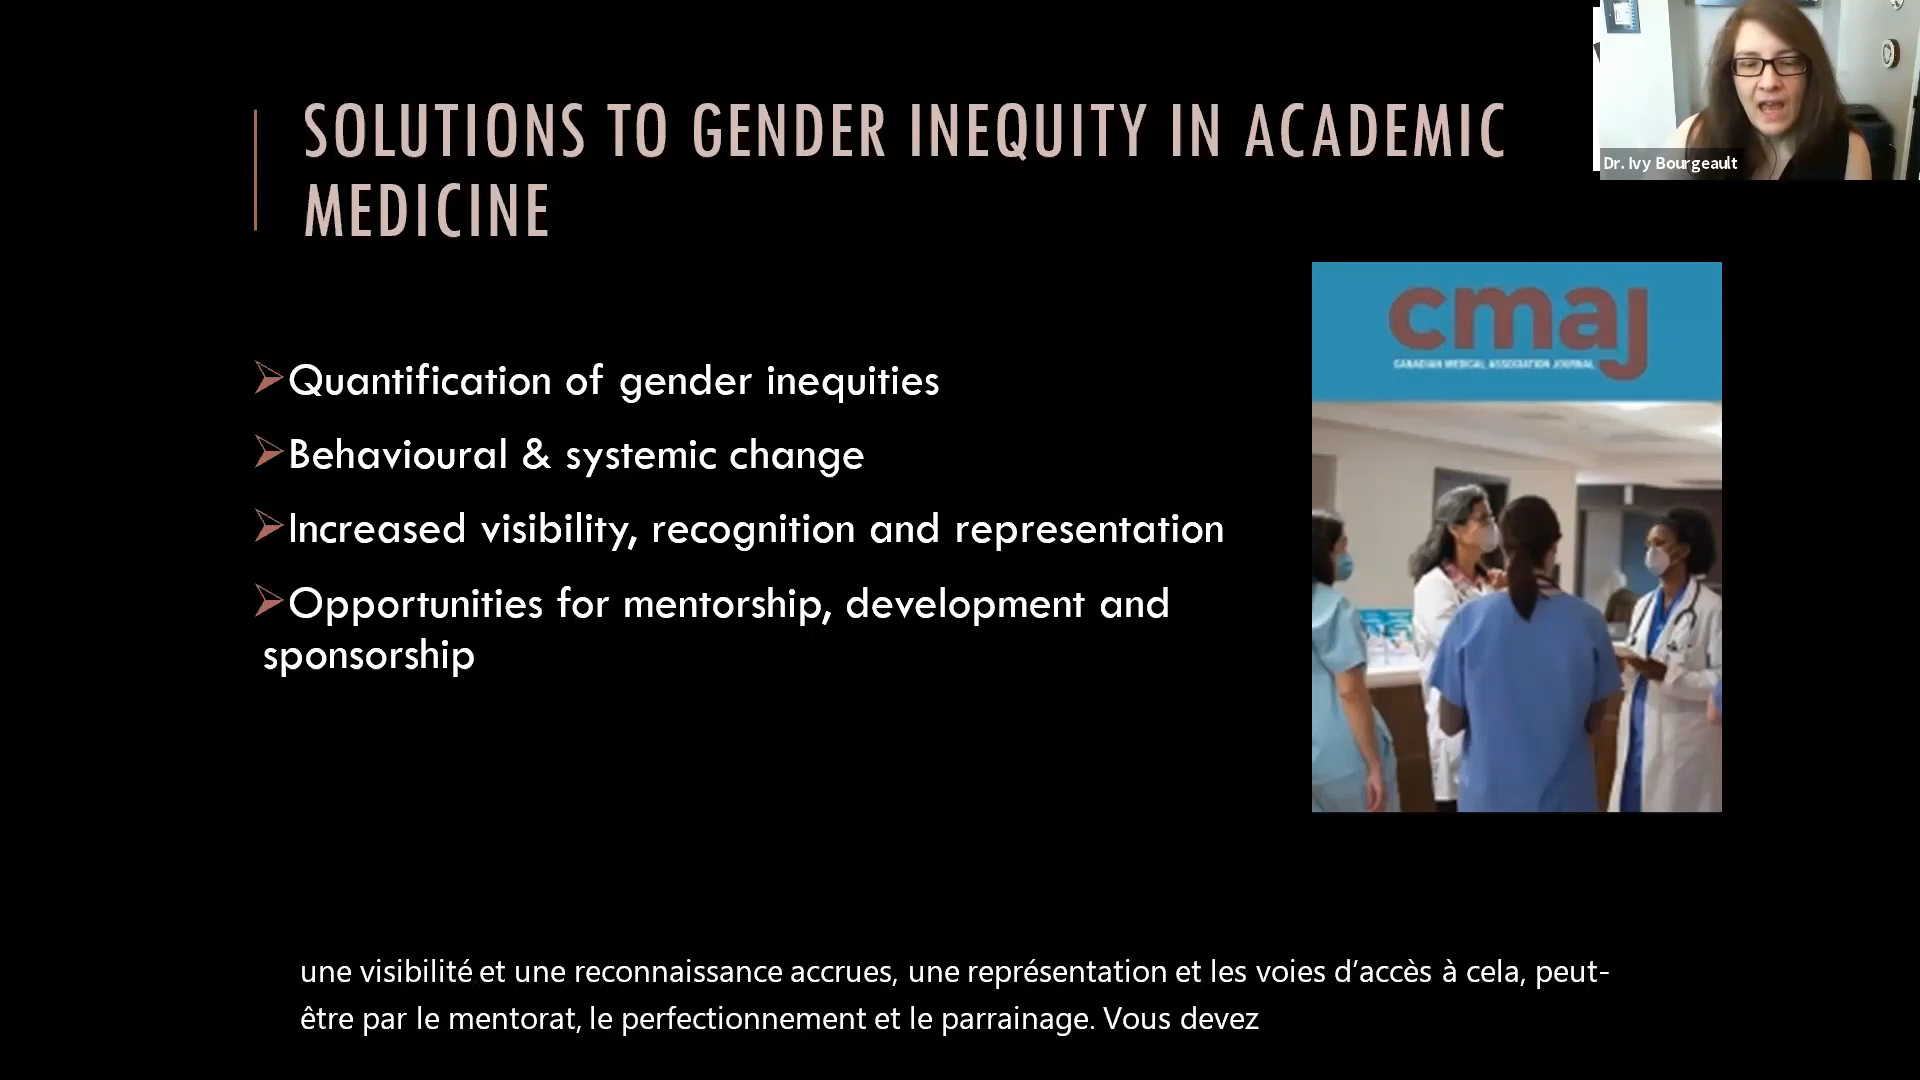 SOLUTIONS TO GENDER INEQUITY IN ACADEMIC
MEDICINE
Dr. Ivy Bourgeault
cmaj
CANADIAN MEDICAL ASSOCIATION JOURNAL
➢Quantification of gender inequities
➢Behavioural & systemic change
➢Increased visibility, recognition and representation
➢Opportunities for mentorship, development and
sponsorship
une visibilité et une reconnaissance accrues, une représentation et les voies d’accès à cela, peut-
être par le mentorat, le perfectionnement et le parrainage. Vous devez